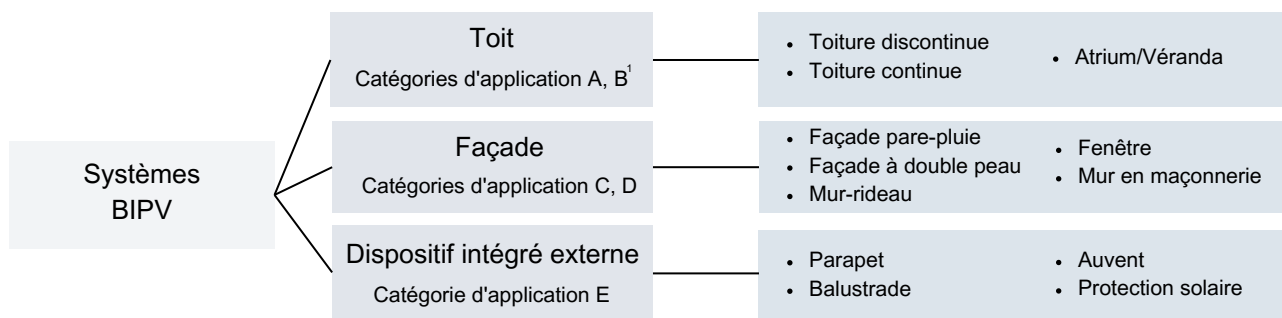 Systèmes
BIPV
Toit
Catégories d'application A, B¹
• Toiture discontinue
• Toiture continue
• Atrium/Véranda
Façade
Catégories d'application C, D
• Façade pare-pluie
• Façade à double peau
• Mur-rideau
• Fenêtre
• Mur en maçonnerie
Dispositif intégré externe
Catégorie d'application E
• Parapet
• Balustrade
• Auvent
• Protection solaire